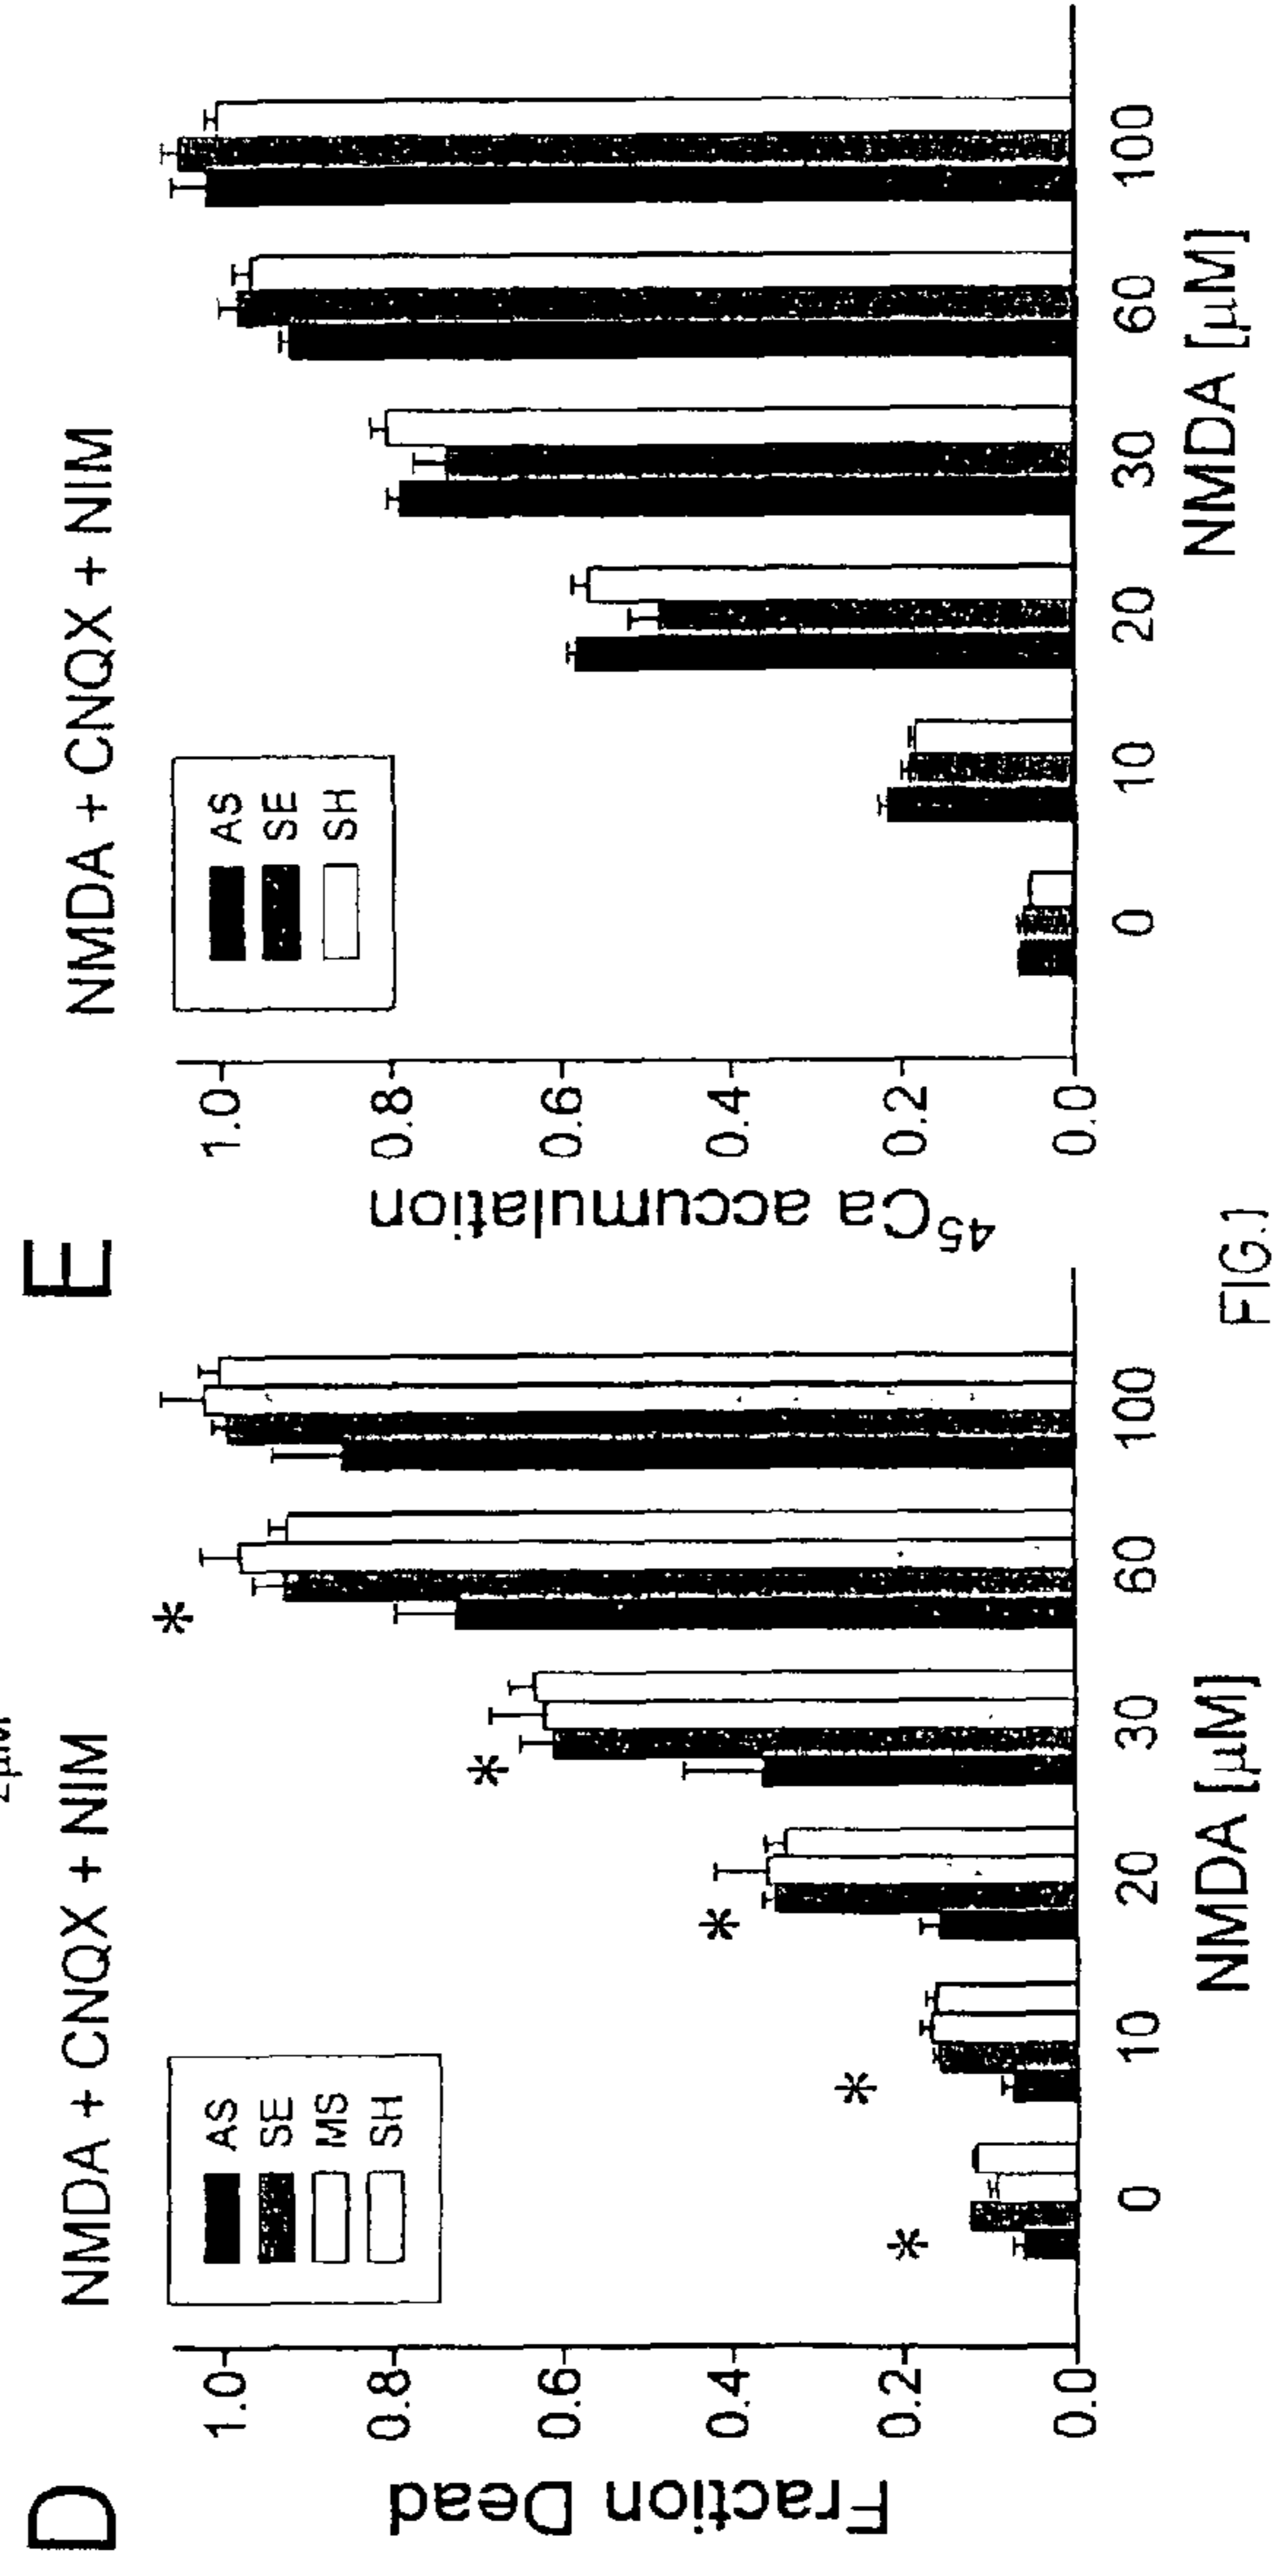 2µM
D
NMDA + CNQX + NIM
AS
SE
MS
SH
*
*
*
*
*
1.0
0.8
0.6
0.4
0.2
0.0
Fraction Dead
0 10 20 30 60 100
NMDA [µM]
E
NMDA + CNQX + NIM
AS
SE
SH
1.0
0.8
0.6
0.4
0.2
0.0
⁴⁵Ca accumulation
0 10 20 30 60 100
NMDA [µM]
FIG.1